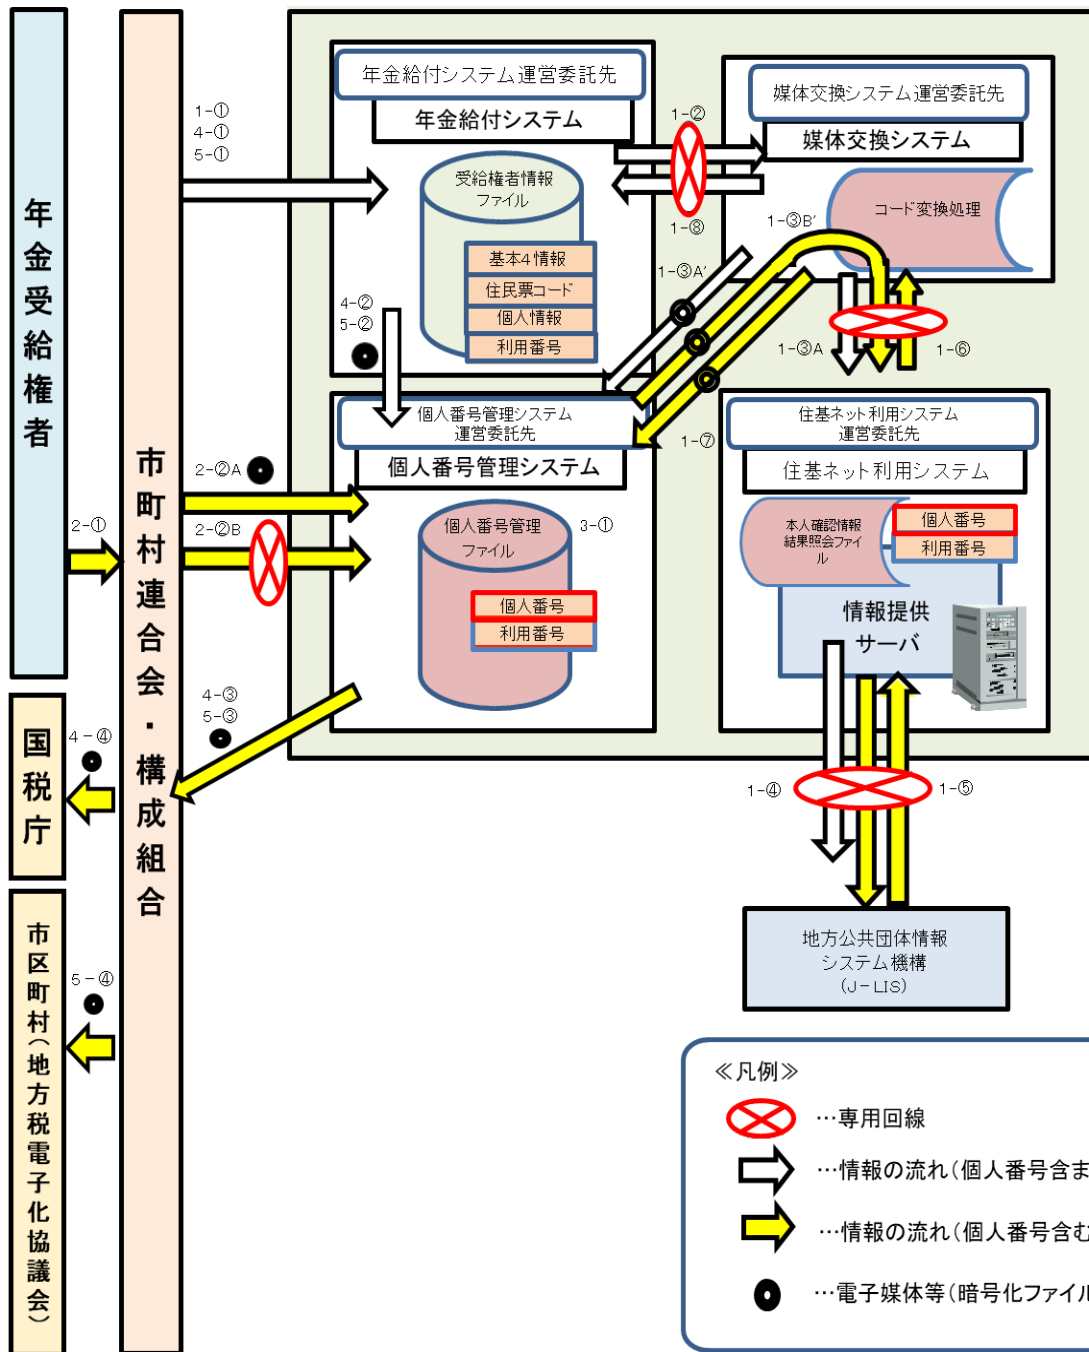 年金受給権者
国税庁
市区町村(地方税電子化協議会)
市町村連合会・構成組合
1-①
4-①
5-①
2-①
2-②A
2-②B
4-③
5-③
4-④
5-④
年金給付システム運営委託先
年金給付システム
受給権者情報
ファイル
基本4情報
住民票コード
個人情報
利用番号
4-②
5-②
1-②
1-⑧
媒体交換システム運営委託先
媒体交換システム
コード変換処理
1-③B'
1-③A'
1-③A
1-⑥
1-⑦
個人番号管理システム
運営委託先
個人番号管理システム
個人番号管理
ファイル
3-①
個人番号
利用番号
住基ネット利用システム
運営委託先
住基ネット利用システム
本人確認情報
結果照会ファイ
ル
個人番号
利用番号
情報提供
サーバ
1-④
1-⑤
地方公共団体情報
システム機構
(J-LIS)
≪凡例≫
…専用回線
…情報の流れ(個人番号含ま
…情報の流れ(個人番号含む
…電子媒体等(暗号化ファイル